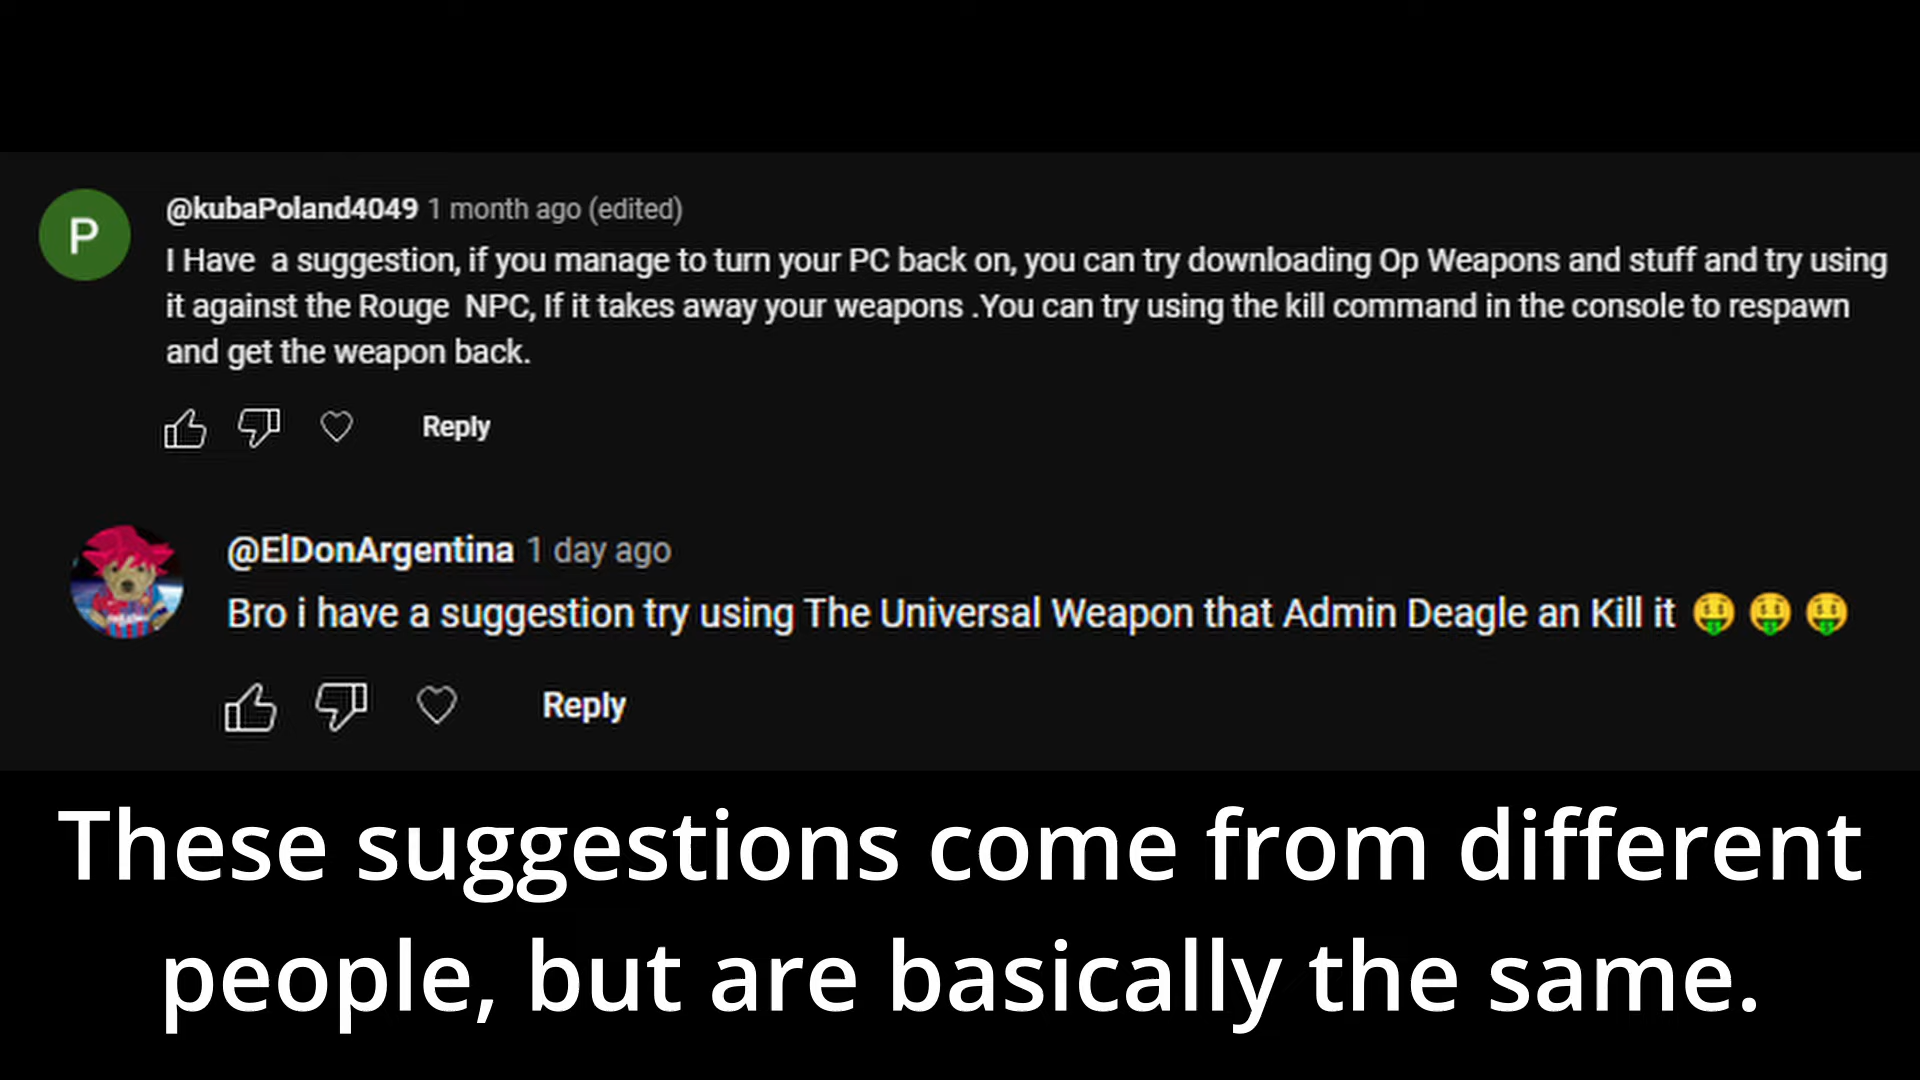 P
@kubaPoland4049 1 month ago (edited)
I Have  a suggestion, if you manage to turn your PC back on, you can try downloading Op Weapons and stuff and try using
it against the Rouge  NPC, If it takes away your weapons .You can try using the kill command in the console to respawn
and get the weapon back.
Reply
@ElDonArgentina 1 day ago
Bro i have a suggestion try using The Universal Weapon that Admin Deagle an Kill it 🤑 🤑 🤑
Reply
These suggestions come from different
people, but are basically the same.